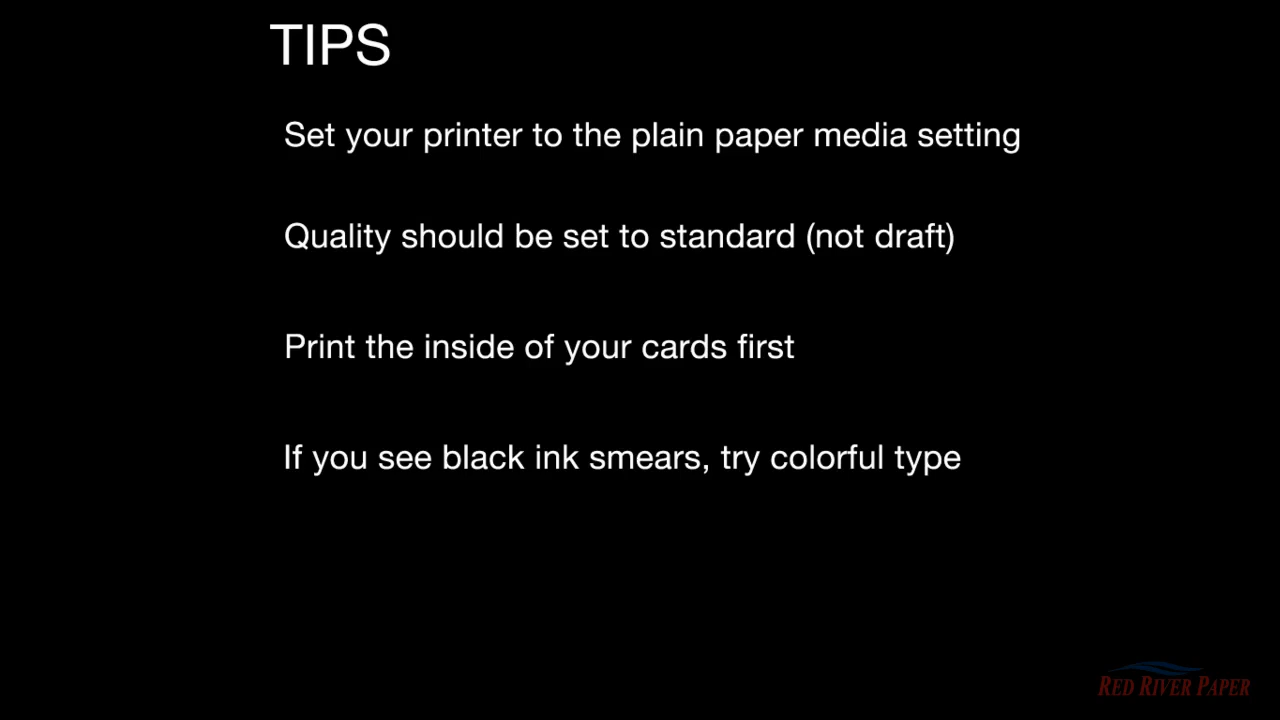 TIPS
Set your printer to the plain paper media setting
Quality should be set to standard (not draft)
Print the inside of your cards first
If you see black ink smears, try colorful type
RED RIVER PAPER